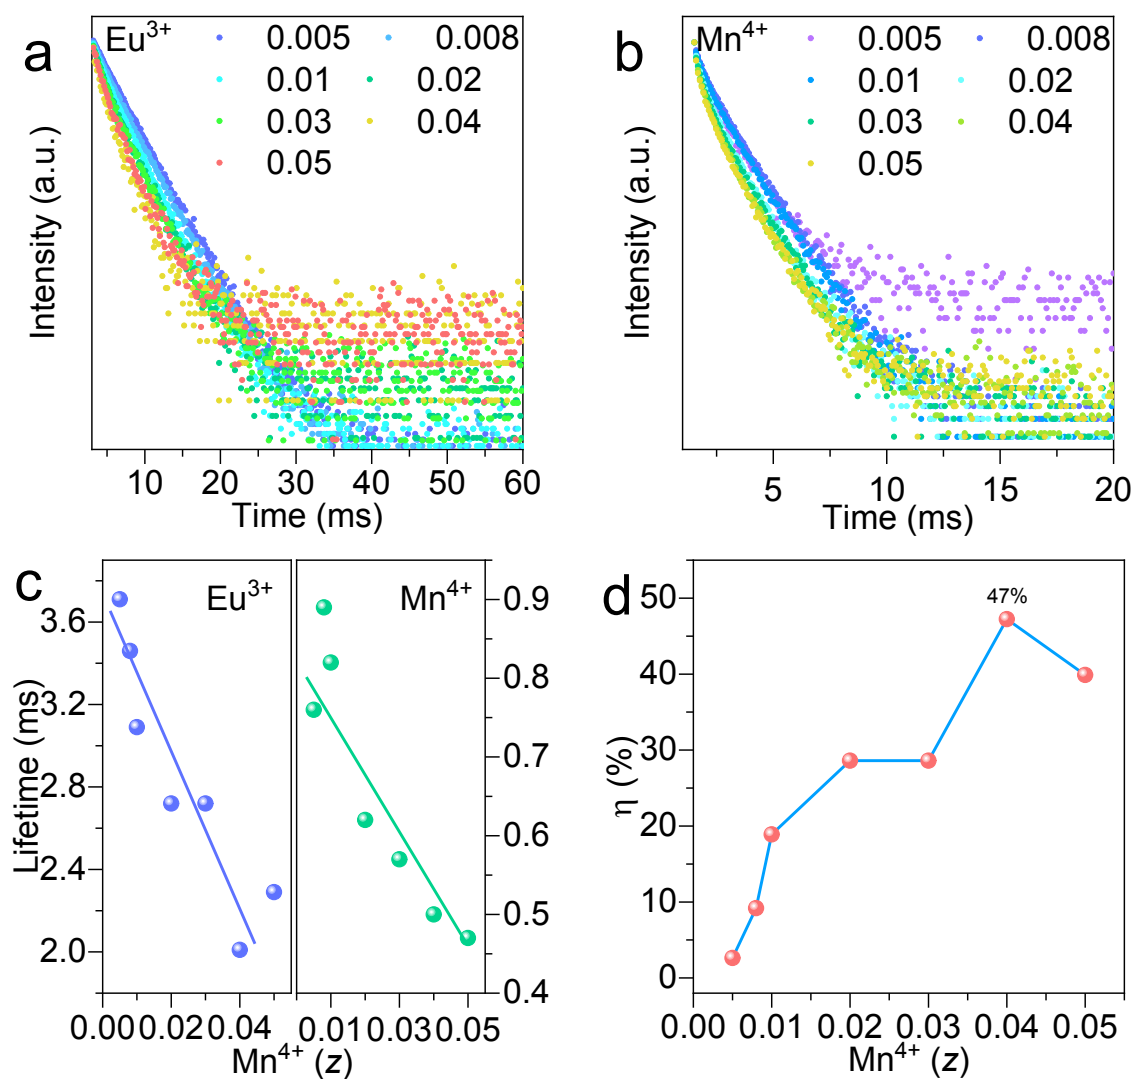 a
Eu³⁺
0.005 0.008
0.01 0.02
0.03 0.04
0.05
Intensity (a.u.)
10 20 30 40 50 60
Time (ms)
b
Mn⁴⁺
0.005 0.008
0.01 0.02
0.03 0.04
0.05
Intensity (a.u.)
5 10 15 20
Time (ms)
c
Eu³⁺
Mn⁴⁺
Lifetime (ms)
3.6
3.2
2.8
2.4
2.0
0.9
0.8
0.7
0.6
0.5
0.4
0.00 0.02 0.04
0.01 0.03 0.05
Mn⁴⁺ (z)
d
47%
η (%)
50
40
30
20
10
0
0.00 0.01 0.02 0.03 0.04 0.05
Mn⁴⁺ (z)